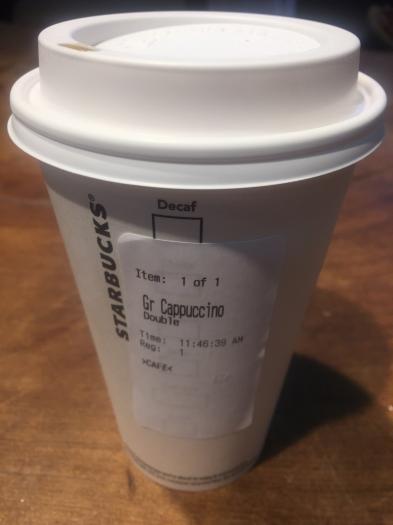 Decaf
STARBUCKS®
Item: 1 of 1
Gr Cappuccino
Double
Time: 11:46:39 AM
Reg: 1
>CAFE<